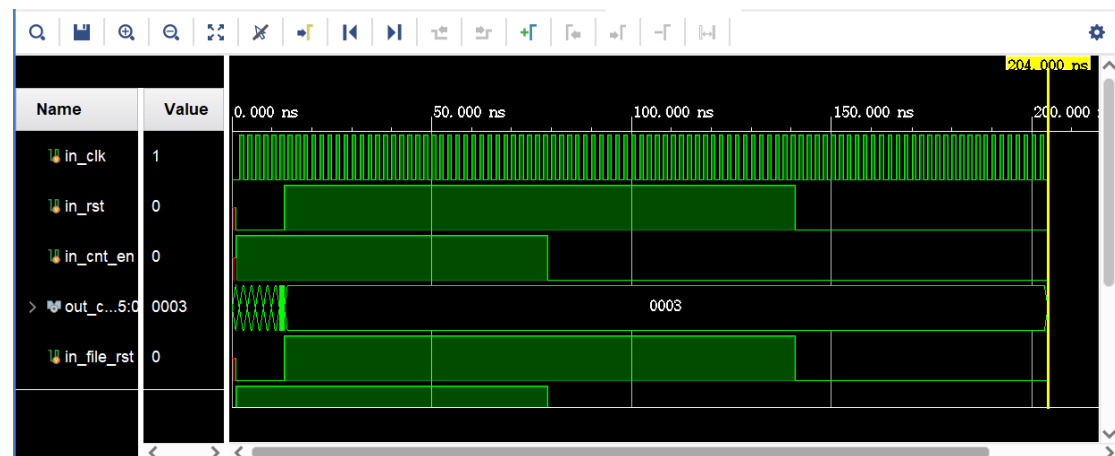 204.000 ns
Name
Value
0.000 ns
50.000 ns
100.000 ns
150.000 ns
200.000
in_clk
1
in_rst
0
in_cnt_en
0
out_c...5:0
0003
0003
in_file_rst
0